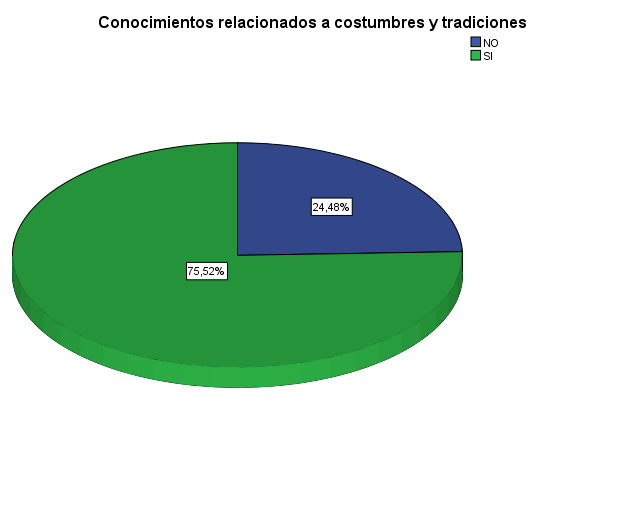 Conocimientos relacionados a costumbres y tradiciones
NO
SI
24,48%
75,52%